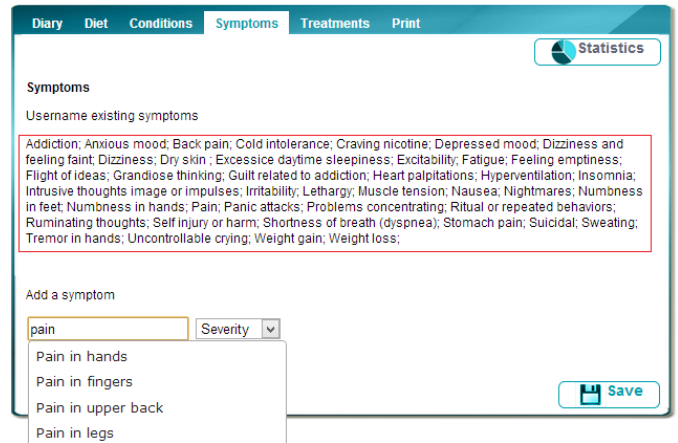 Diary Diet Conditions Symptoms Treatments Print
Statistics
Symptoms
Username existing symptoms
Addiction; Anxious mood; Back pain; Cold intolerance; Craving nicotine; Depressed mood; Dizziness and
feeling faint; Dizziness; Dry skin ; Excessice daytime sleepiness; Excitability; Fatigue; Feeling emptiness;
Flight of ideas; Grandiose thinking; Guilt related to addiction; Heart palpitations; Hyperventilation; Insomnia;
Intrusive thoughts image or impulses; Irritability; Lethargy; Muscle tension; Nausea; Nightmares; Numbness
in feet; Numbness in hands; Pain; Panic attacks; Problems concentrating; Ritual or repeated behaviors;
Ruminating thoughts; Self injury or harm; Shortness of breath (dyspnea); Stomach pain; Suicidal; Sweating;
Tremor in hands; Uncontrollable crying; Weight gain; Weight loss;
Add a symptom
pain Severity
Pain in hands
Pain in fingers
Pain in upper back
Pain in legs
Save